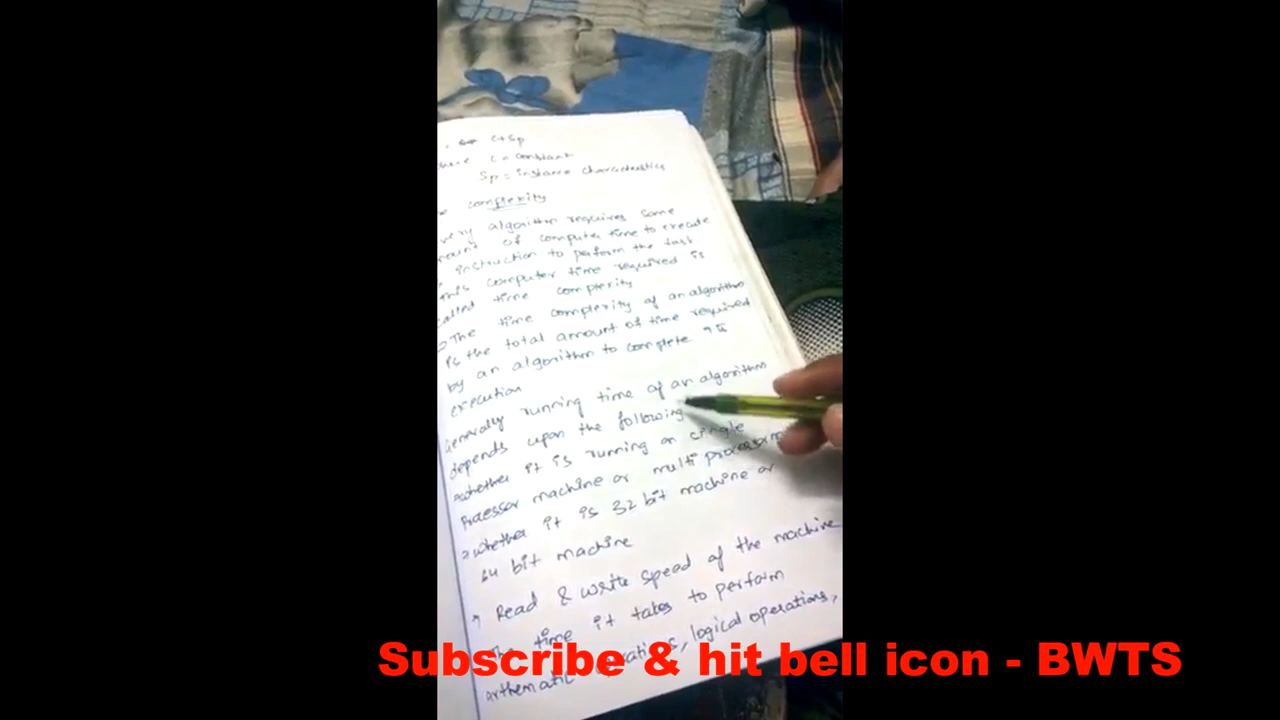 C+Sp
C = constant
Sp = instance characteristics
complexity
very algorithm requires some
mount of computer time to execute
instruction to perform the task
This computer time required is
called time complexity
The time complexity of an algorithm
is the total amount of time required
by an algorithm to complete its
execution
Generally running time of an algorithm
depends upon the following
whether it is running on single
Processor machine or multi processor m
whether it is 32 bit machine or
64 bit machine
Read & write speed of the machine
The time it takes to perform
arthematic operations, logical operations,
Subscribe & hit bell icon - BWTS